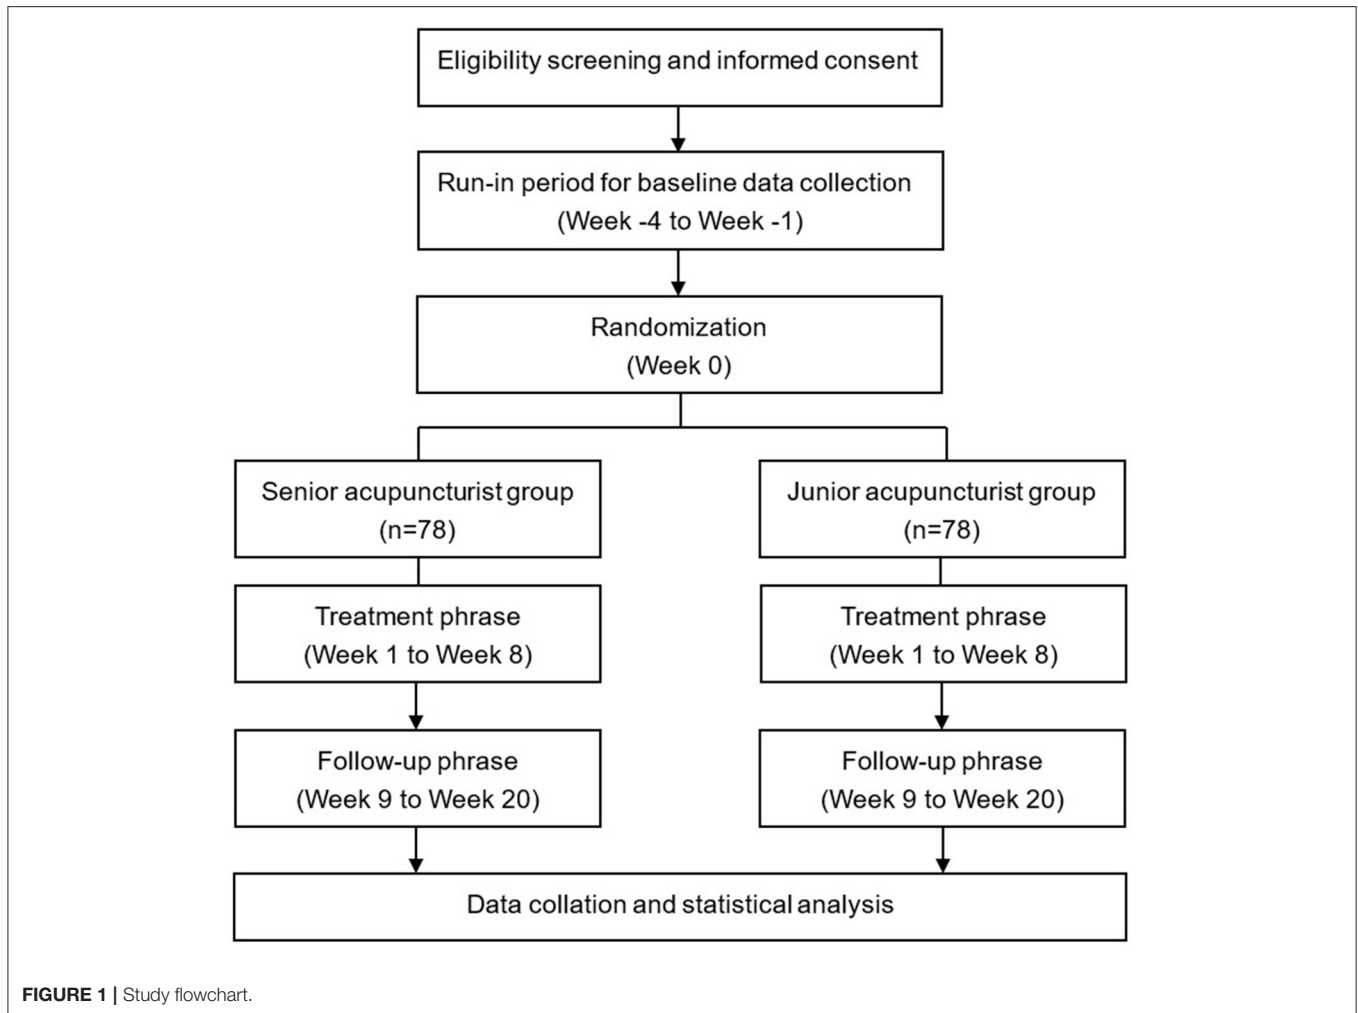 Eligibility screening and informed consent
Run-in period for baseline data collection
(Week -4 to Week -1)
Randomization
(Week 0)
Senior acupuncturist group
(n=78)
Junior acupuncturist group
(n=78)
Treatment phrase
(Week 1 to Week 8)
Treatment phrase
(Week 1 to Week 8)
Follow-up phrase
(Week 9 to Week 20)
Follow-up phrase
(Week 9 to Week 20)
Data collation and statistical analysis
FIGURE 1 | Study flowchart.